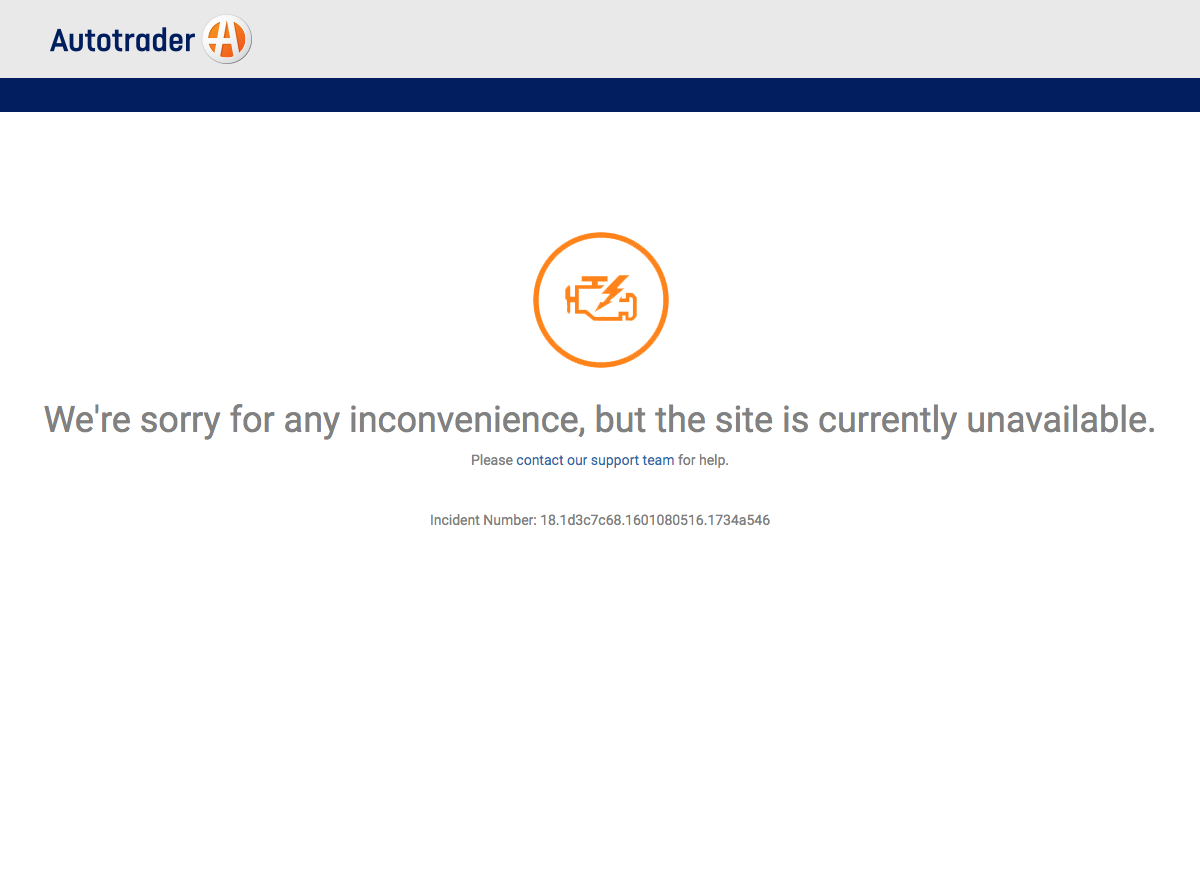 Autotrader
We're sorry for any inconvenience, but the site is currently unavailable.
Please contact our support team for help.
Incident Number: 18.1d3c7c68.1601080516.1734a546